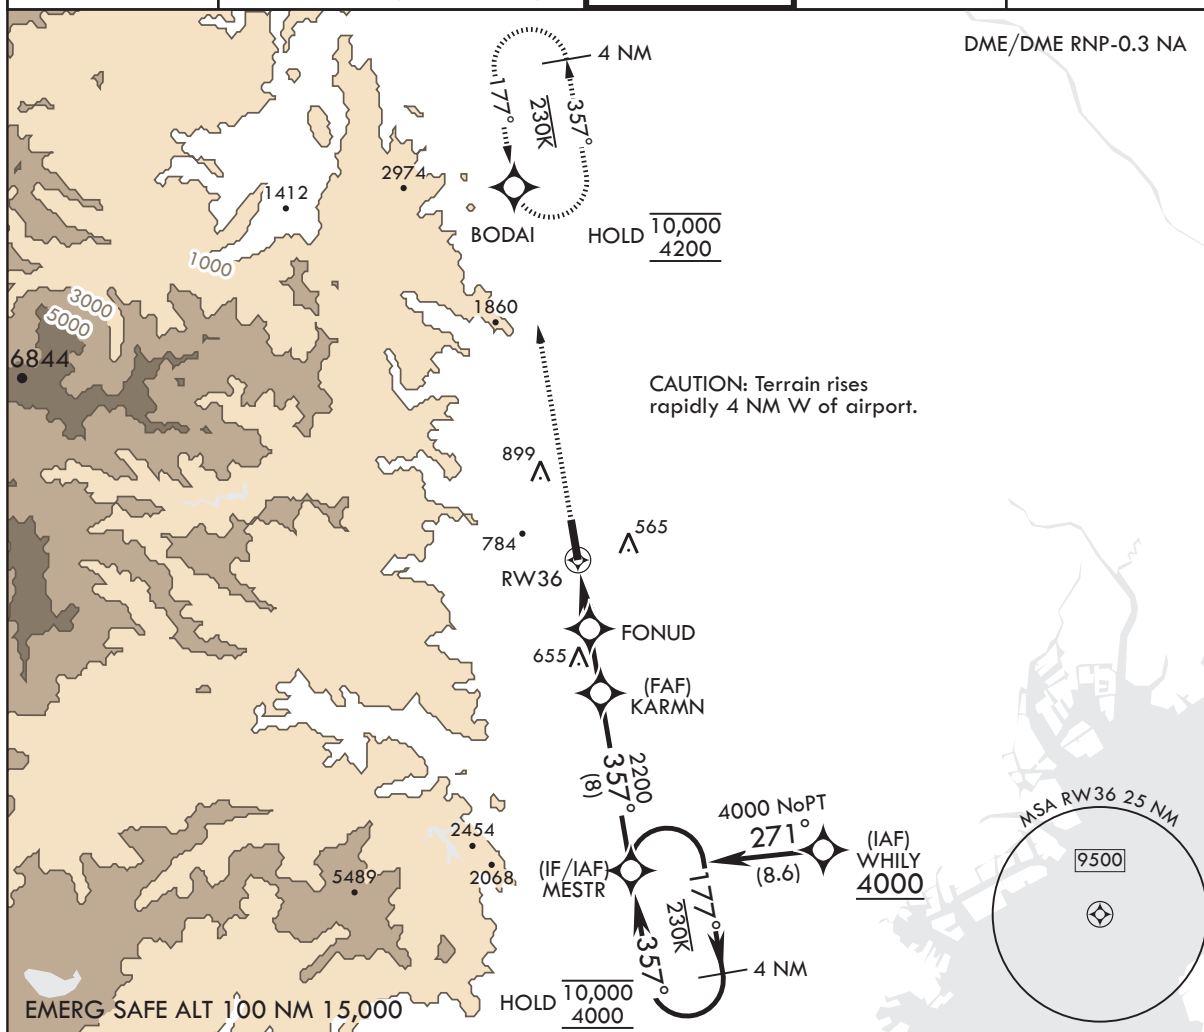 DME/DME RNP-0.3 NA
4 NM
177°
230K
357°
2974
1412
BODAI
HOLD 10,000
4200
1000
3000
5000
1860
6844
CAUTION: Terrain rises
rapidly 4 NM W of airport.
899
784
565
RW36
FONUD
655
(FAF)
KARMN
2200
357°
(8)
4000 NoPT
271°
(8.6)
(IAF)
WHILY
4000
MSA RW36 25 NM
9500
2454
2068
5489
(IF/IAF)
MESTR
177°
230K
357°
4 NM
HOLD 10,000
4000
EMERG SAFE ALT 100 NM 15,000